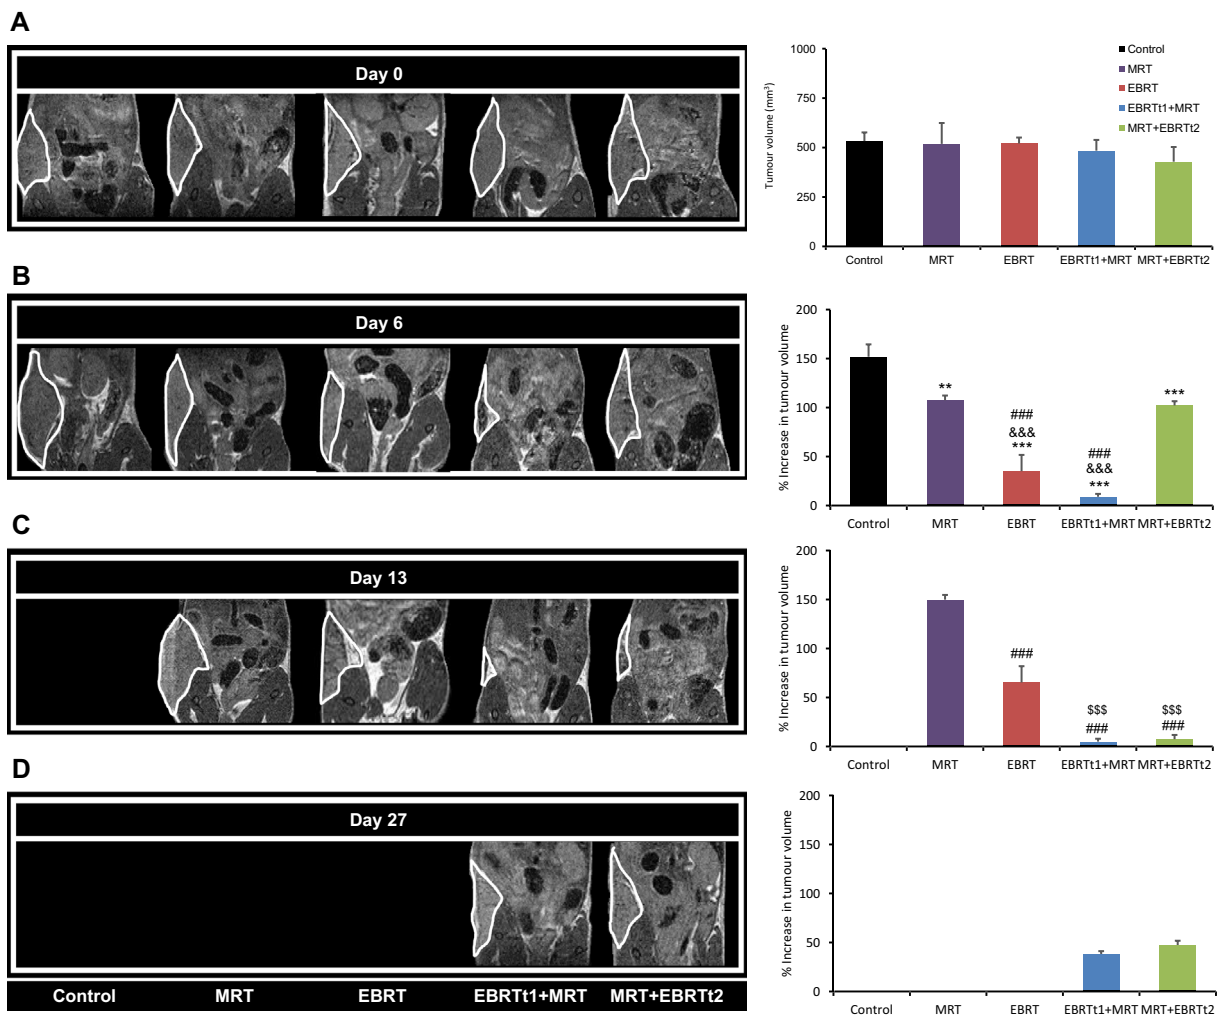 A
Day 0
1000
750
500
250
0
Tumour volume (mm³)
Control
MRT
EBRT
EBRTt1+MRT
MRT+EBRTt2
Control
MRT
EBRT
EBRTt1+MRT
MRT+EBRTt2
B
Day 6
200
150
100
50
0
% Increase in tumour volume
**
###
&&&
***
###
&&&
***
***
Control
MRT
EBRT
EBRTt1+MRT
MRT+EBRTt2
C
Day 13
200
150
100
50
0
% Increase in tumour volume
###
$$$
###
$$$
###
Control
MRT
EBRT
EBRTt1+MRT
MRT+EBRTt2
D
Day 27
200
150
100
50
0
% Increase in tumour volume
Control
MRT
EBRT
EBRTt1+MRT
MRT+EBRTt2
Control
MRT
EBRT
EBRTt1+MRT
MRT+EBRTt2